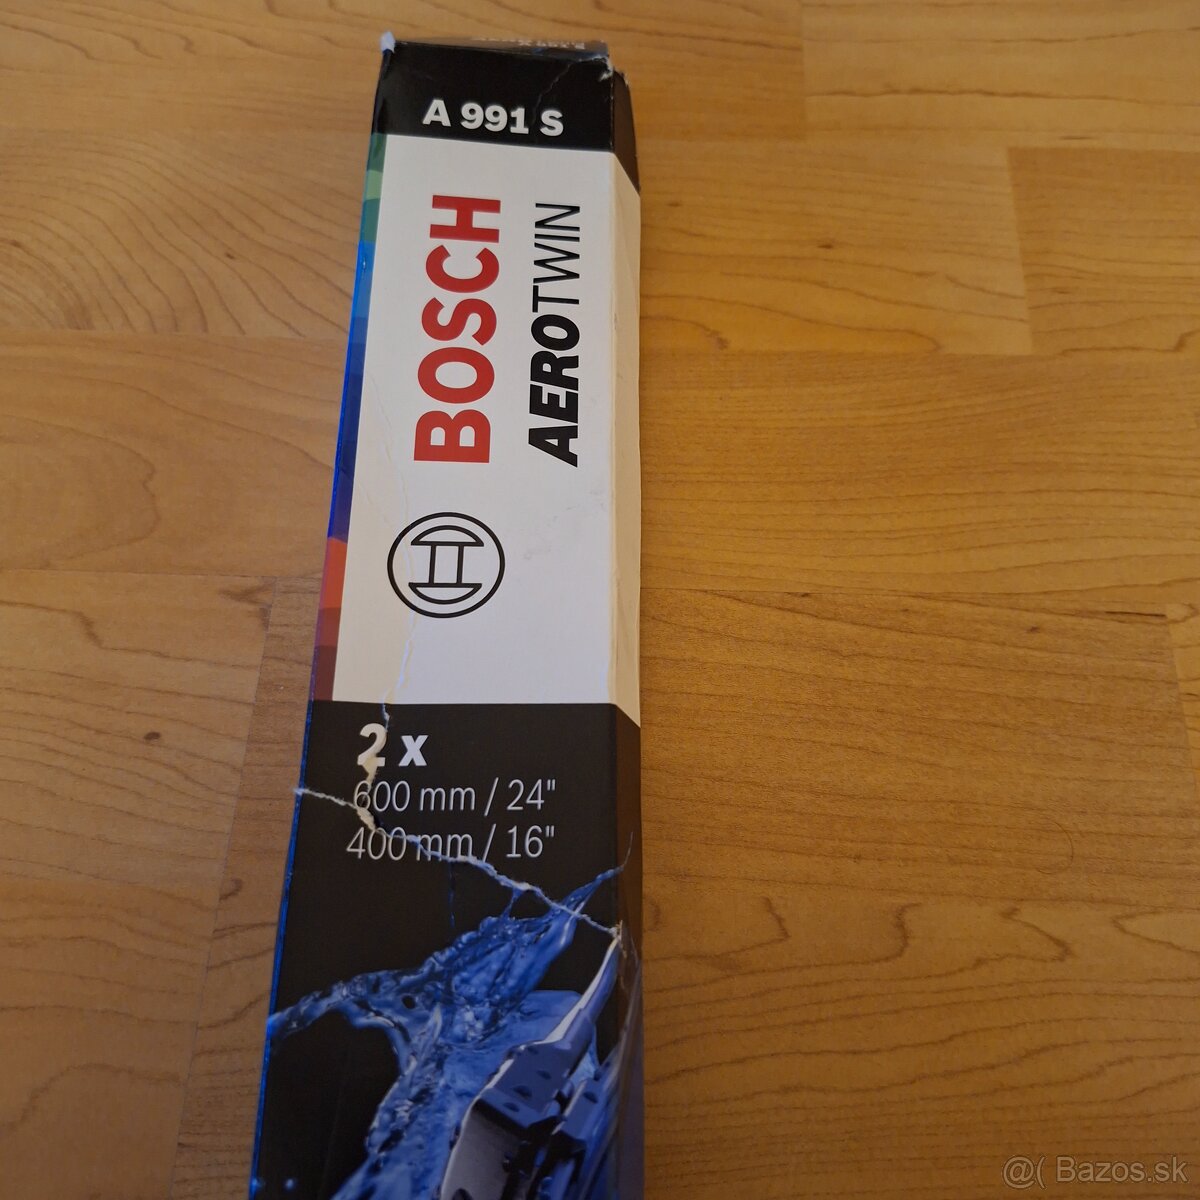 A 991 S
BOSCH
AEROTWIN
2 x
600 mm / 24"
400 mm / 16"
@( Bazos.sk